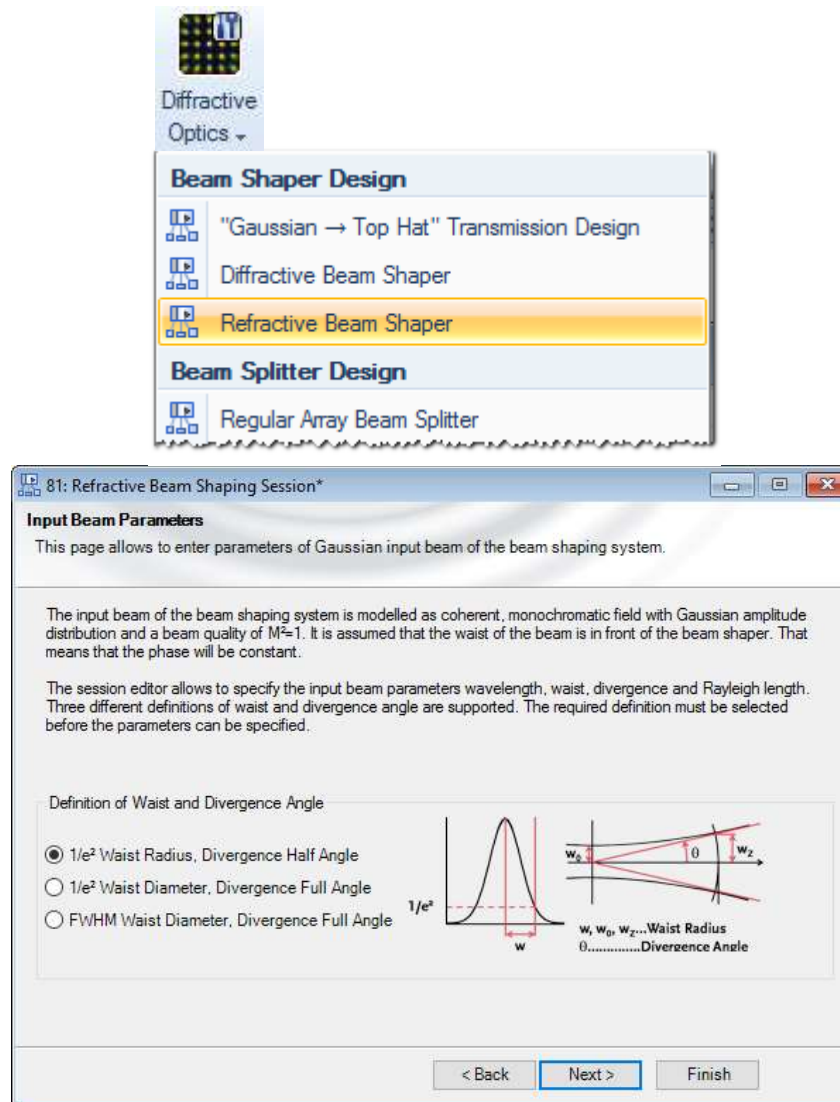 Diffractive
Optics
Beam Shaper Design
"Gaussian → Top Hat" Transmission Design
Diffractive Beam Shaper
Refractive Beam Shaper
Beam Splitter Design
Regular Array Beam Splitter
81: Refractive Beam Shaping Session*
Input Beam Parameters
This page allows to enter parameters of Gaussian input beam of the beam shaping system.
The input beam of the beam shaping system is modelled as coherent, monochromatic field with Gaussian amplitude
distribution and a beam quality of M²=1. It is assumed that the waist of the beam is in front of the beam shaper. That
means that the phase will be constant.
The session editor allows to specify the input beam parameters wavelength, waist, divergence and Rayleigh length.
Three different definitions of waist and divergence angle are supported. The required definition must be selected
before the parameters can be specified.
Definition of Waist and Divergence Angle
1/e² Waist Radius, Divergence Half Angle
1/e² Waist Diameter, Divergence Full Angle
FWHM Waist Diameter, Divergence Full Angle
1/e²
w
w₀
θ
w_z
w, w₀, w_z...Waist Radius
θ..............Divergence Angle
< Back
Next >
Finish